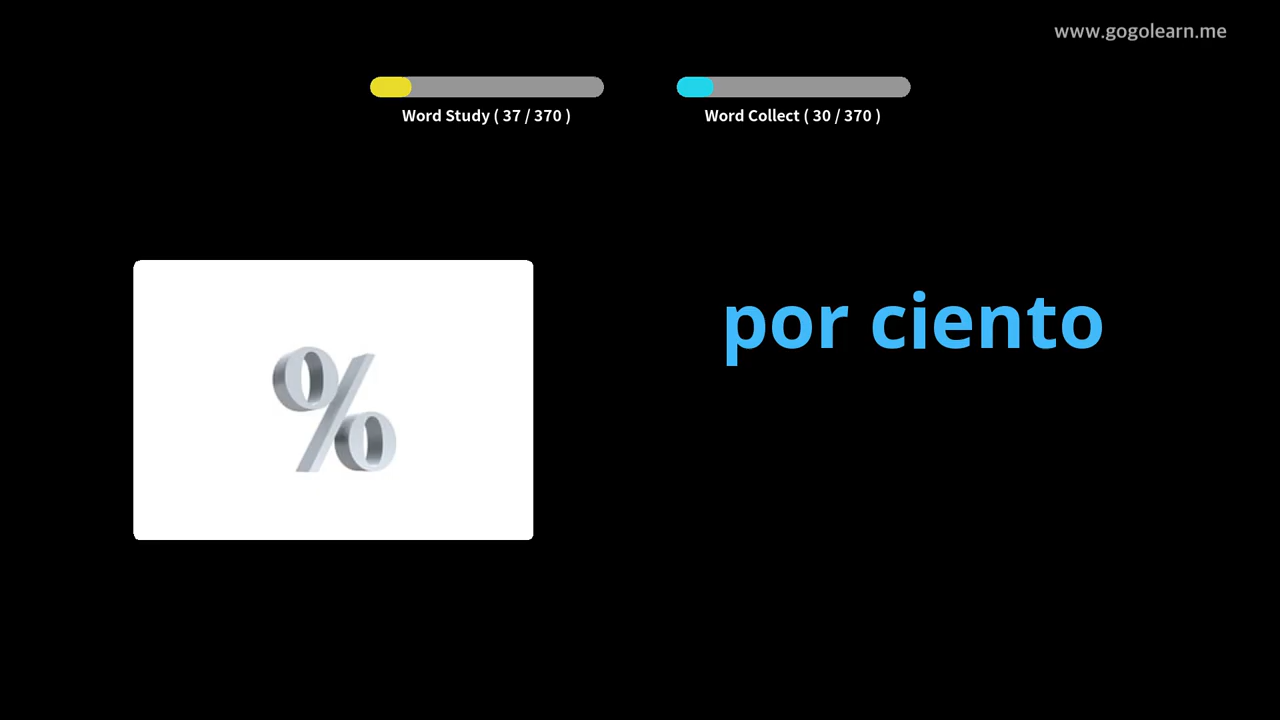 www.gogolearn.me
Word Study ( 37 / 370 )
Word Collect ( 30 / 370 )
%
por ciento